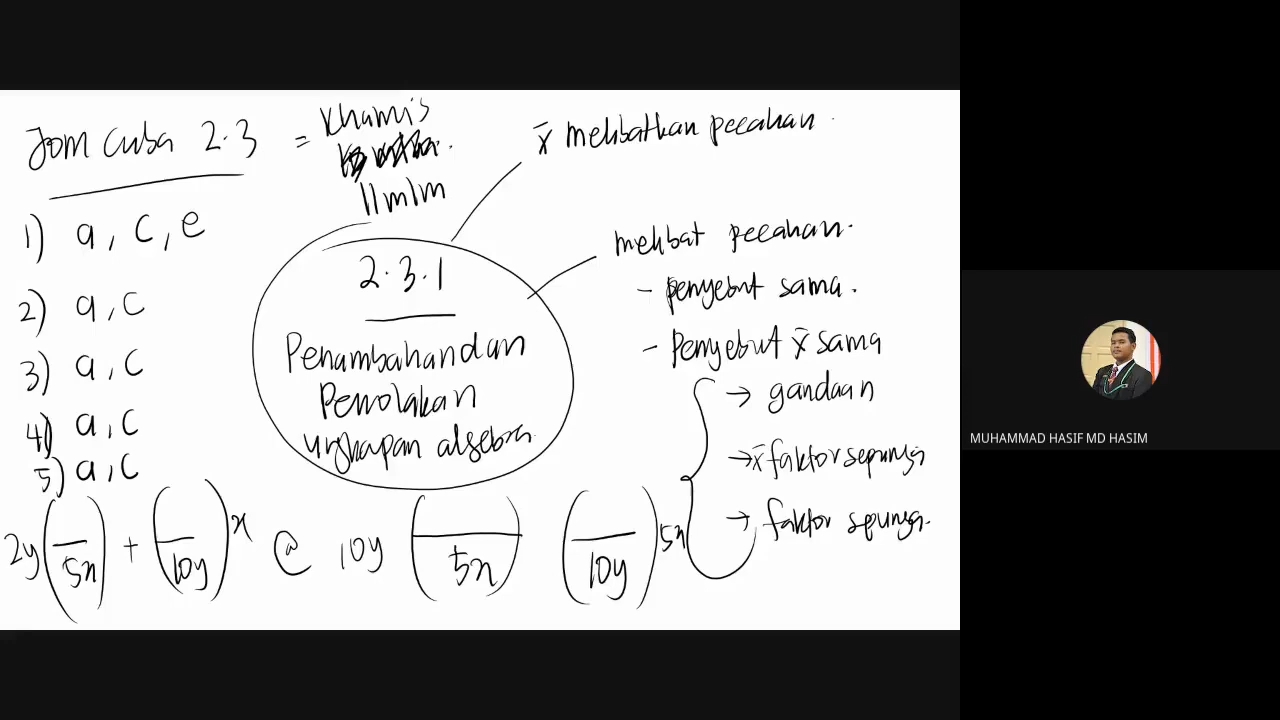 Jom Cuba 2.3 = Khamis
11 mlm
1) a, c, e
2) a, c
3) a, c
4) a, c
5) a, c
2.3.1
Penambahan dan
Penolakan
ungkapan algebra.
x̄ melibatkan pecahan.
melibat pecahan.
- penyebut sama.
- Penyebut x̄ sama
→ gandaan
→ x̄ faktor sepunya
→ faktor sepunya.
2y(/5x) + (/10y)x @ 10y(/5x) (/10y)5x
MUHAMMAD HASIF MD HASIM